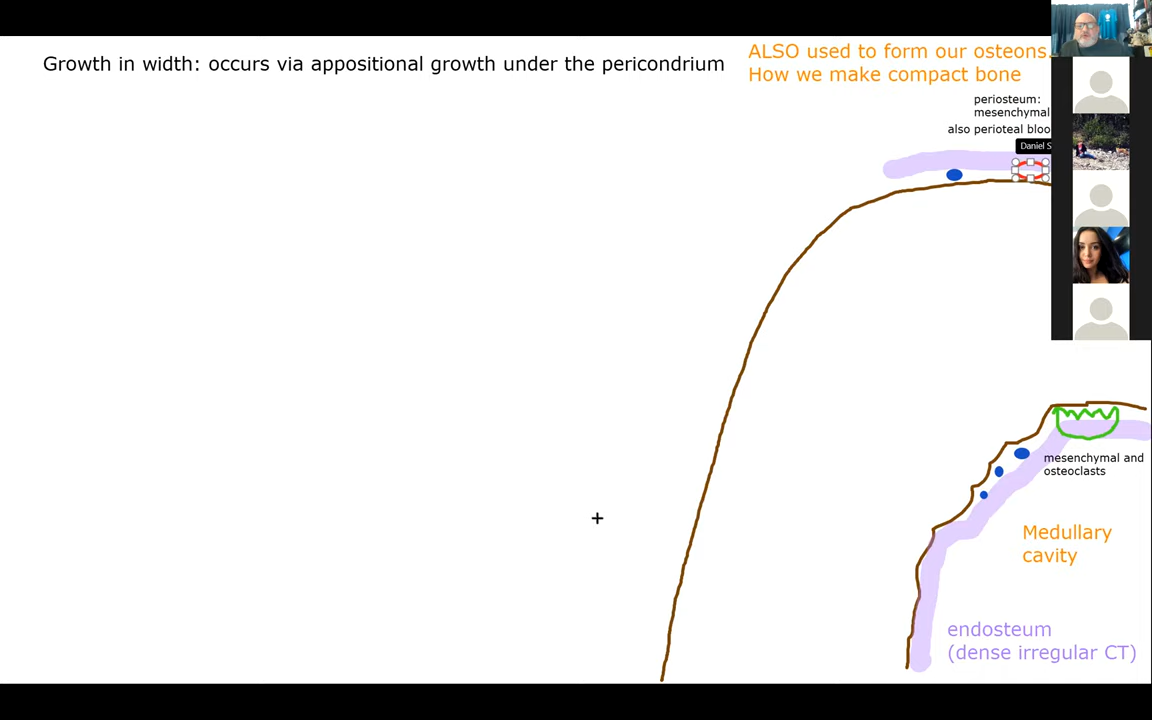 Growth in width: occurs via appositional growth under the pericondrium
ALSO used to form our osteons.
How we make compact bone
periosteum:
mesenchymal
also perioteal bloo
Daniel S
mesenchymal and
osteoclasts
Medullary
cavity
endosteum
(dense irregular CT)